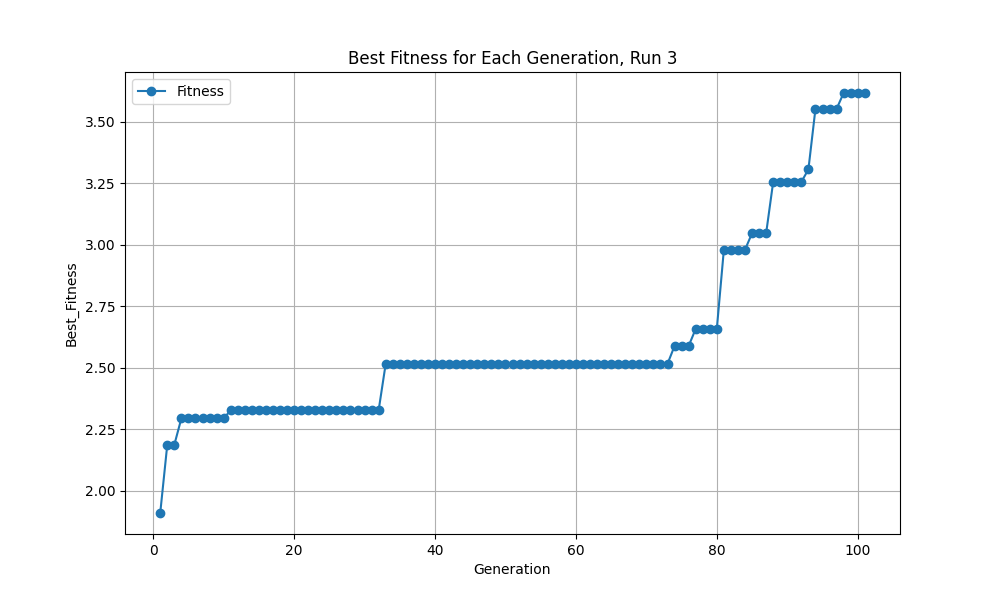 Best Fitness for Each Generation, Run 3
Fitness
3.50
3.25
3.00
2.75
2.50
2.25
2.00
Best_Fitness
0 20 40 60 80 100
Generation